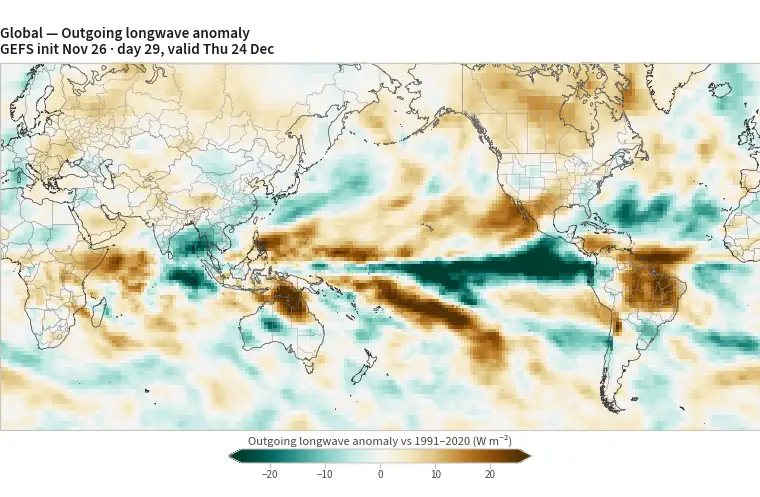 Global — Outgoing longwave anomaly
GEFS init Nov 26 · day 29, valid Thu 24 Dec
Outgoing longwave anomaly vs 1991–2020 (W m⁻²)
−20 −10 0 10 20